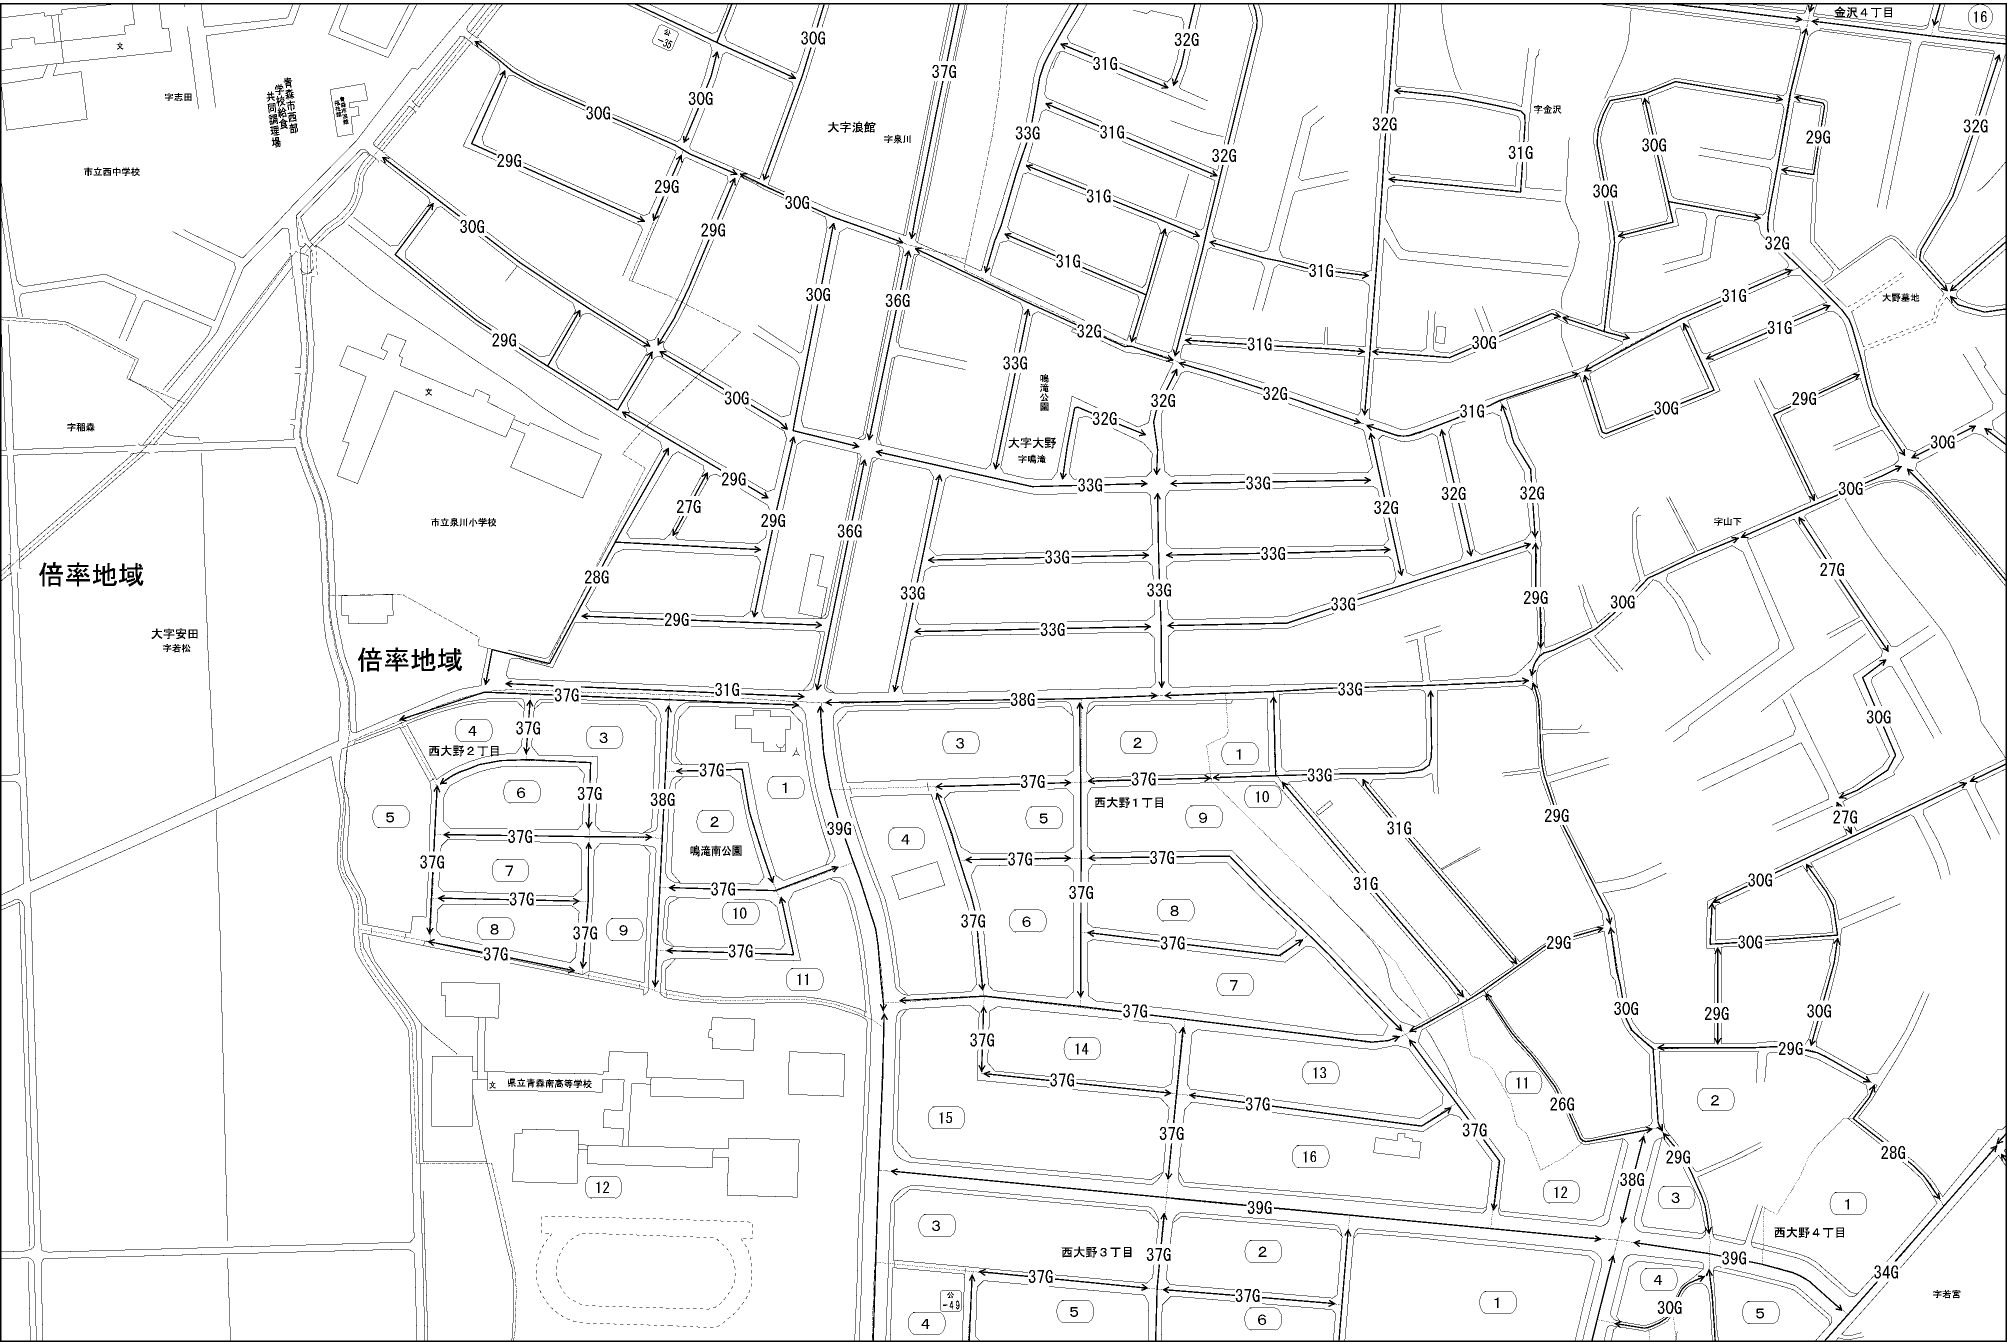 金沢４丁目
16
公
-35
30G
37G
32G
31G
文
字志田
青森市西部
学校給食
共同調理場
30G
30G
大字浪館
字泉川
33G
31G
32G
字金沢
31G
30G
29G
32G
市立西中学校
29G
29G
30G
31G
32G
30G
30G
29G
30G
31G
32G
31G
31G
大野墓地
30G
36G
32G
31G
30G
31G
31G
29G
33G
鳴滝公園
32G
32G
31G
30G
29G
文
30G
字稲森
32G
大字大野
字鳴滝
30G
29G
27G
33G
33G
32G
32G
32G
30G
市立泉川小学校
29G
36G
字山下
倍率地域
28G
33G
33G
33G
27G
33G
33G
33G
29G
30G
大字安田
字若松
29G
33G
倍率地域
37G
31G
38G
33G
4
西大野２丁目
37G
3
3
2
1
30G
37G
6
37G
38G
1
37G
37G
33G
5
2
鳴滝南公園
39G
5
西大野１丁目
9
10
31G
29G
27G
37G
37G
4
7
37G
37G
37G
37G
31G
30G
8
37G
37G
9
10
37G
37G
6
8
37G
29G
30G
11
7
37G
30G
29G
30G
37G
14
29G
県立青森南高等学校
文
37G
13
11
2
15
37G
26G
37G
37G
16
29G
28G
12
12
38G
3
1
39G
3
西大野３丁目
37G
2
西大野４丁目
39G
34G
37G
公
-49
37G
4
30G
字若宮
4
5
6
1
5